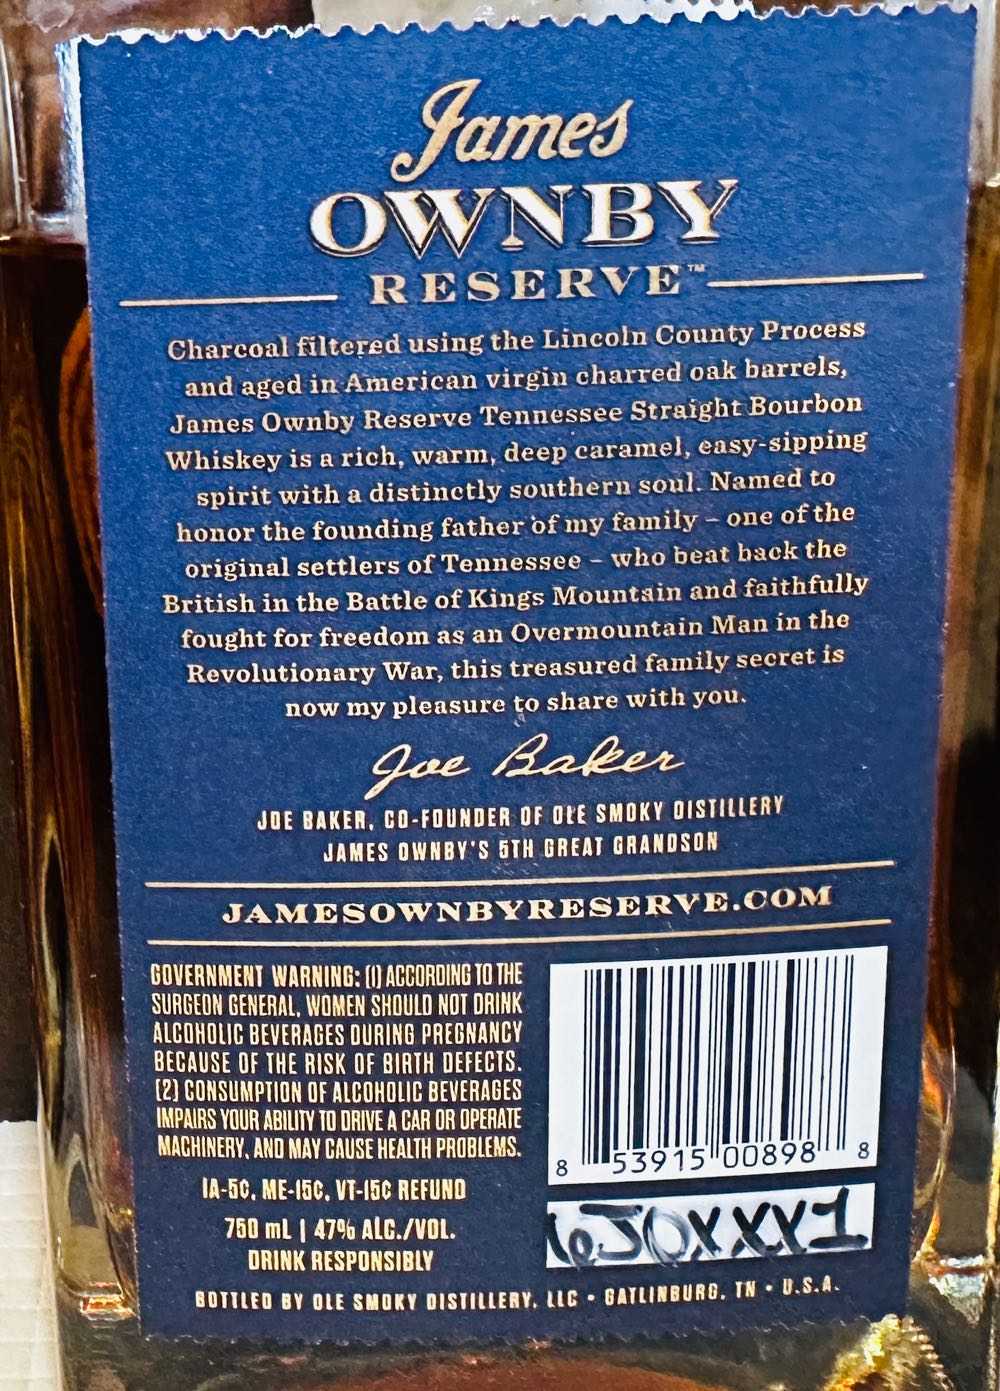 James
OWNBY
RESERVE™
Charcoal filtered using the Lincoln County Process
and aged in American virgin charred oak barrels,
James Ownby Reserve Tennessee Straight Bourbon
Whiskey is a rich, warm, deep caramel, easy-sipping
spirit with a distinctly southern soul. Named to
honor the founding father of my family – one of the
original settlers of Tennessee – who beat back the
British in the Battle of Kings Mountain and faithfully
fought for freedom as an Overmountain Man in the
Revolutionary War, this treasured family secret is
now my pleasure to share with you.
Joe Baker
JOE BAKER, CO-FOUNDER OF OLE SMOKY DISTILLERY
JAMES OWNBY'S 5TH GREAT GRANDSON
JAMESOWNBYRESERVE.COM
GOVERNMENT WARNING: (1) ACCORDING TO THE
SURGEON GENERAL, WOMEN SHOULD NOT DRINK
ALCOHOLIC BEVERAGES DURING PREGNANCY
BECAUSE OF THE RISK OF BIRTH DEFECTS.
(2) CONSUMPTION OF ALCOHOLIC BEVERAGES
IMPAIRS YOUR ABILITY TO DRIVE A CAR OR OPERATE
MACHINERY, AND MAY CAUSE HEALTH PROBLEMS.
IA-5¢, ME-15¢, VT-15¢ REFUND
750 mL | 47% ALC./VOL.
DRINK RESPONSIBLY
8 53915 00898 8
BOTTLED BY OLE SMOKY DISTILLERY, LLC • GATLINBURG, TN • U.S.A.